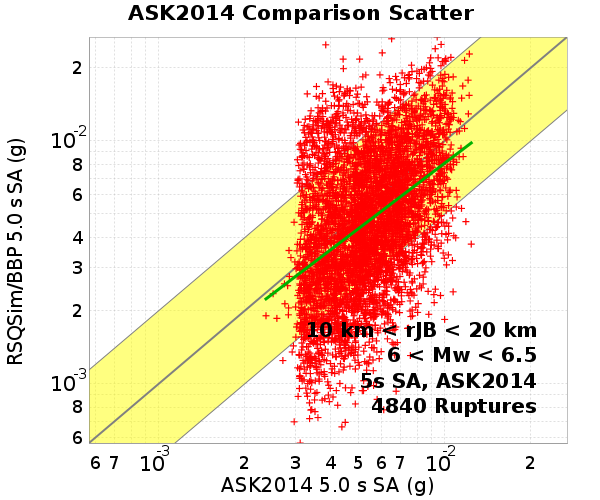 ASK2014 Comparison Scatter
RSQSim/BBP 5.0 s SA (g)
2
10^-2
8
6
4
3
2
10^-3
8
6
10 km < rJB < 20 km
6 < Mw < 6.5
5s SA, ASK2014
4840 Ruptures
6 7 10^-3 2 3 4 5 6 7 10^-2 2
ASK2014 5.0 s SA (g)